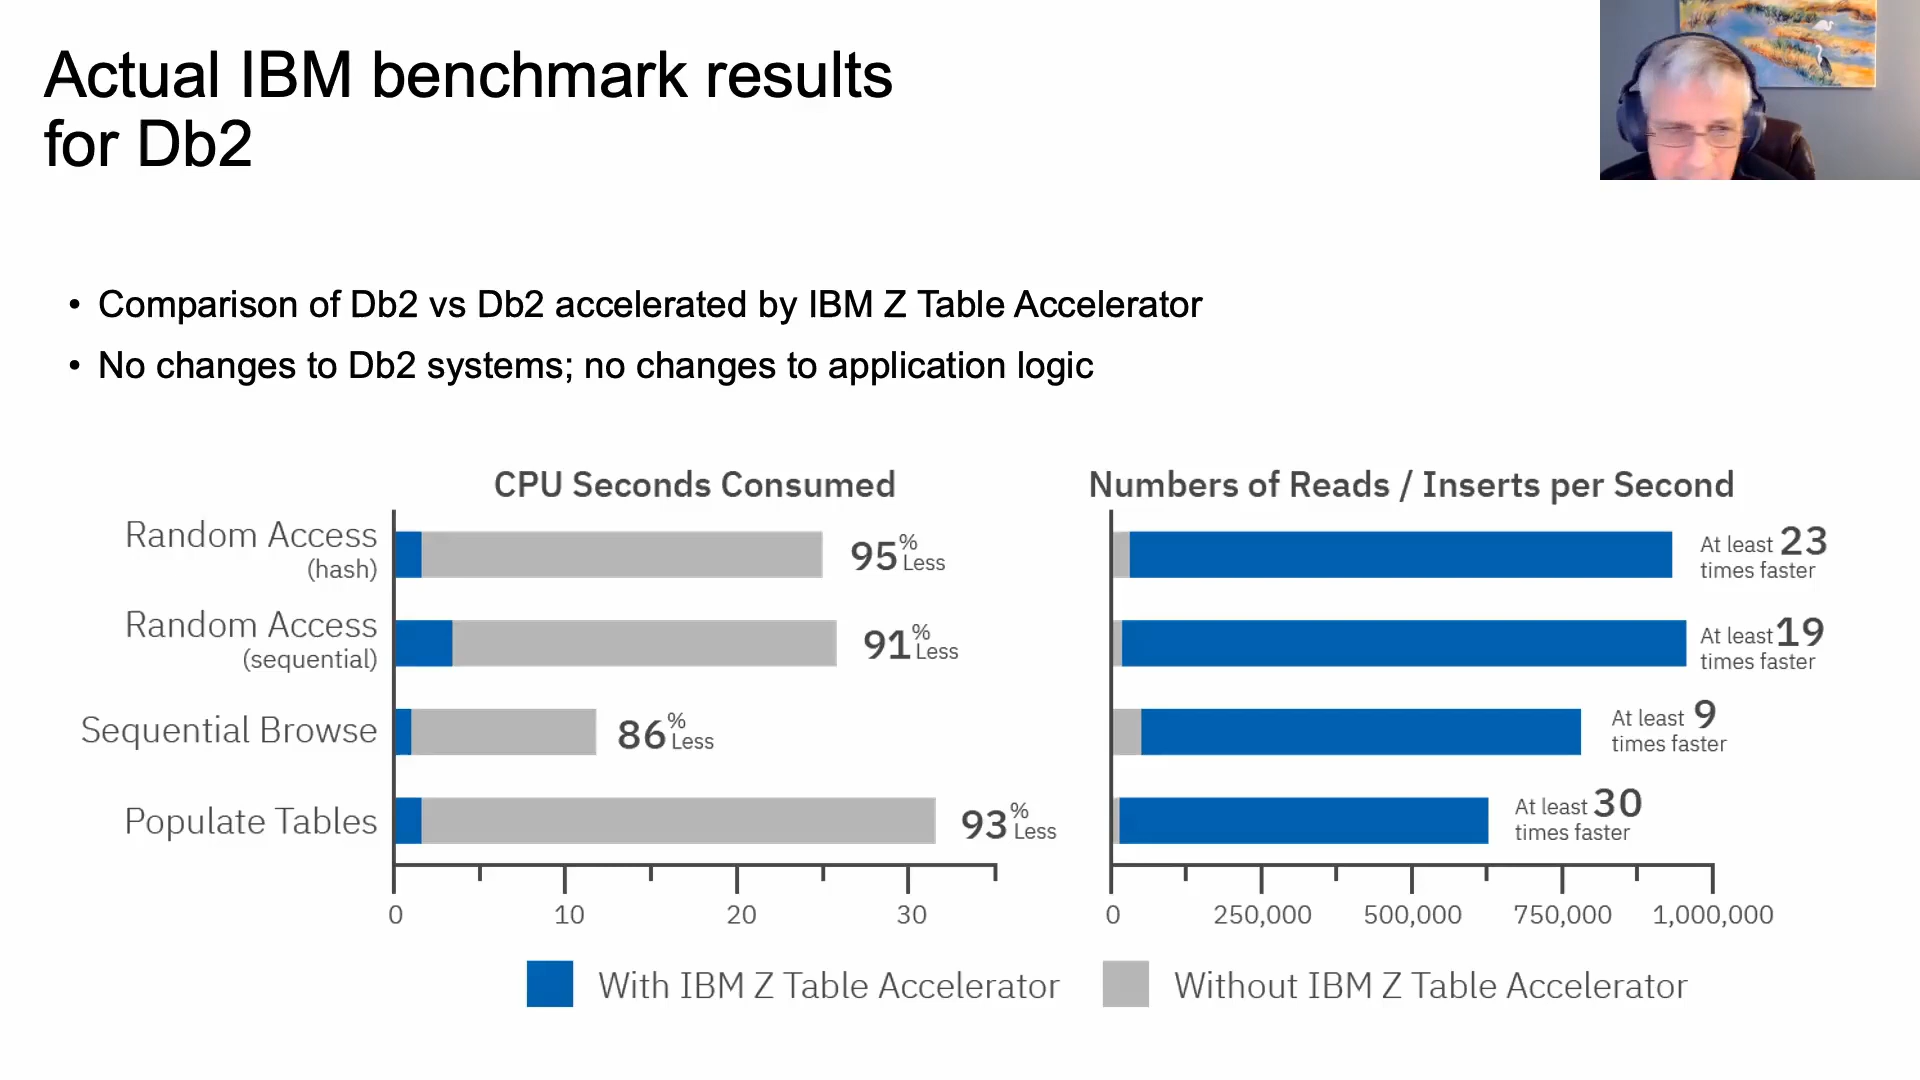 Actual IBM benchmark results
for Db2
• Comparison of Db2 vs Db2 accelerated by IBM Z Table Accelerator
• No changes to Db2 systems; no changes to application logic
CPU Seconds Consumed
Random Access
(hash)
95% Less
Random Access
(sequential)
91% Less
Sequential Browse
86% Less
Populate Tables
93% Less
0 10 20 30
Numbers of Reads / Inserts per Second
At least 23
times faster
At least 19
times faster
At least 9
times faster
At least 30
times faster
0 250,000 500,000 750,000 1,000,000
With IBM Z Table Accelerator
Without IBM Z Table Accelerator